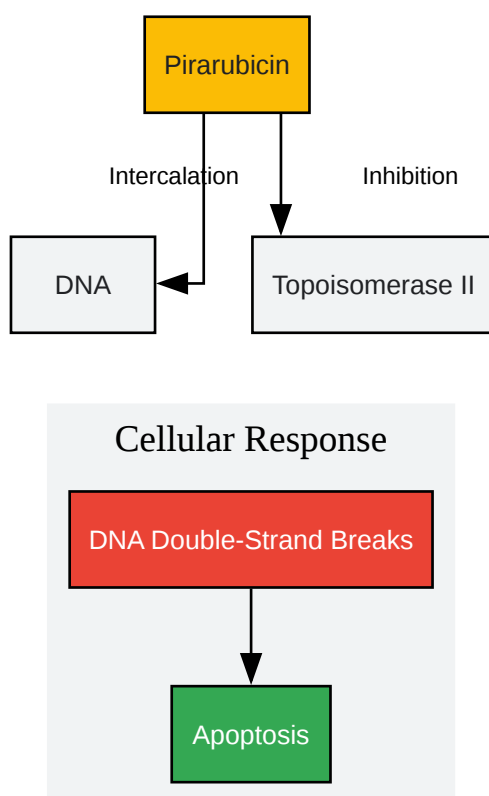 Pirarubicin
Intercalation
Inhibition
DNA
Topoisomerase II
Cellular Response
DNA Double-Strand Breaks
Apoptosis